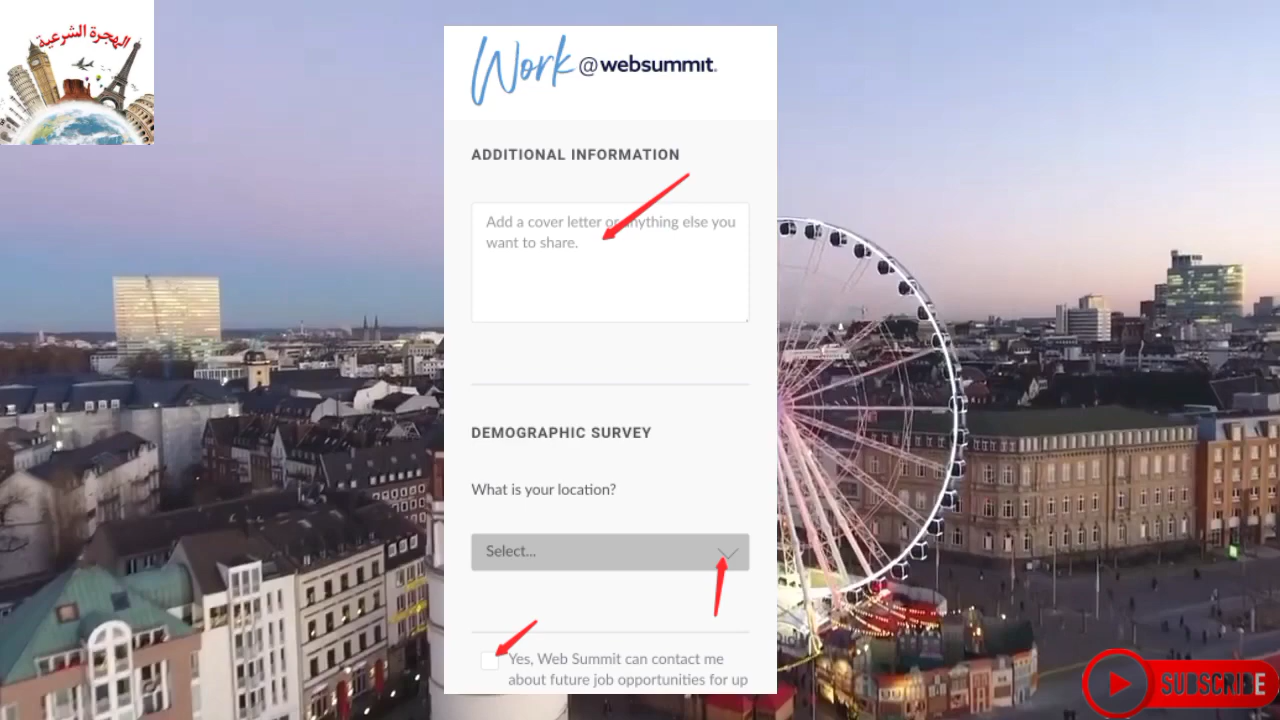 الهجرة الشرعية
Work @websummit.
ADDITIONAL INFORMATION
Add a cover letter or anything else you
want to share.
DEMOGRAPHIC SURVEY
What is your location?
Select...
Yes, Web Summit can contact me
about future job opportunities for up
SUBSCRIBE